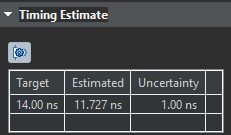 Timing Estimate
Target Estimated Uncertainty
14.00 ns 11.727 ns 1.00 ns